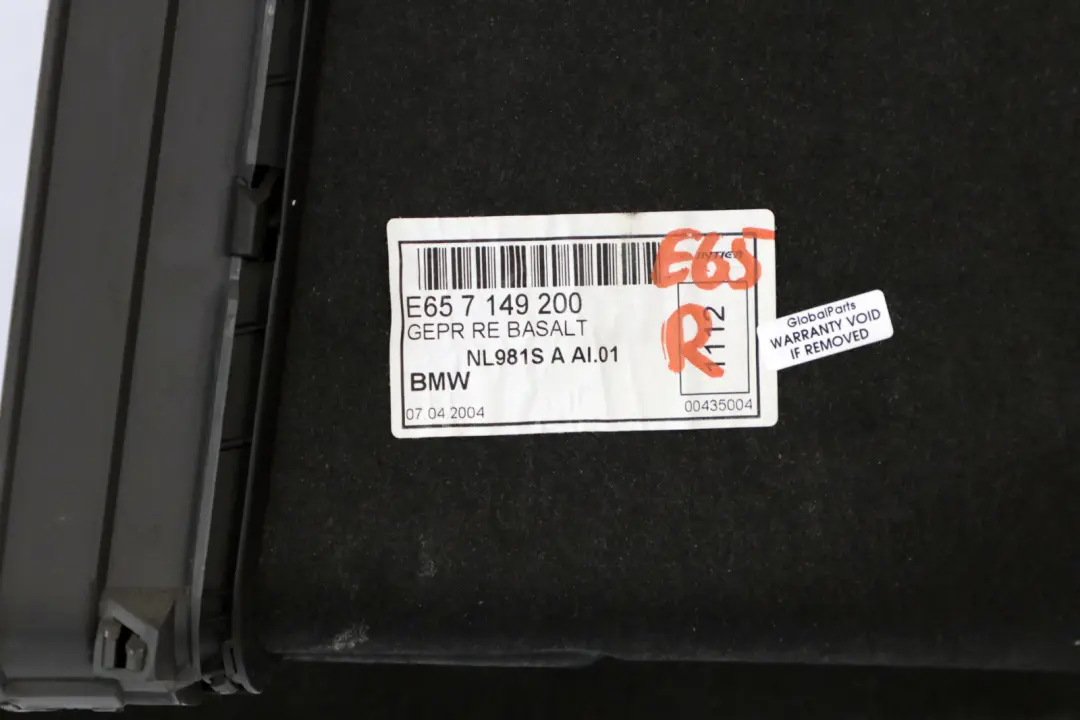 E65
E65 7 149 200
GEPR RE BASALT
R
1112
NL981S A AI.01
BMW
07.04.2004
00435004
GlobalParts
WARRANTY VOID
IF REMOVED